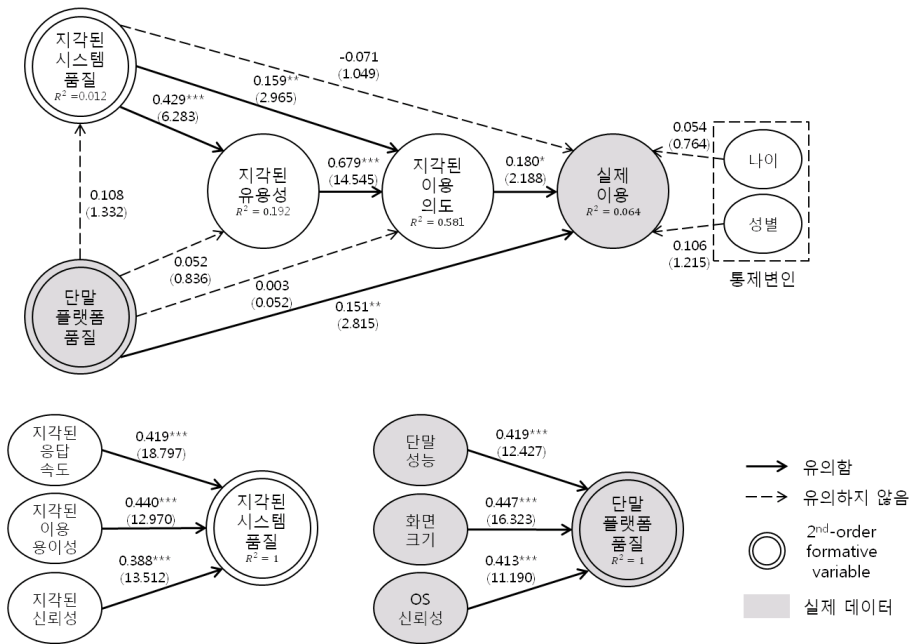 지각된
시스템
품질
R² =0.012
-0.071
(1.049)
0.159**
(2.965)
0.429***
(6.283)
0.054
(0.764)
나이
지각된
유용성
R² = 0.192
0.679***
(14.545)
지각된
이용
의도
R² = 0.581
0.180*
(2.188)
실제
이용
R² = 0.064
0.108
(1.332)
성별
0.052
(0.836)
0.106
(1.215)
0.003
(0.052)
통제변인
단말
플랫폼
품질
0.151**
(2.815)
지각된
응답
속도
0.419***
(18.797)
지각된
이용
용이성
0.440***
(12.970)
지각된
시스템
품질
R² = 1
0.388***
(13.512)
지각된
신뢰성
단말
성능
0.419***
(12.427)
화면
크기
0.447***
(16.323)
단말
플랫폼
품질
R² = 1
0.413***
(11.190)
OS
신뢰성
유의함
유의하지 않음
2nd-order
formative
variable
실제 데이터